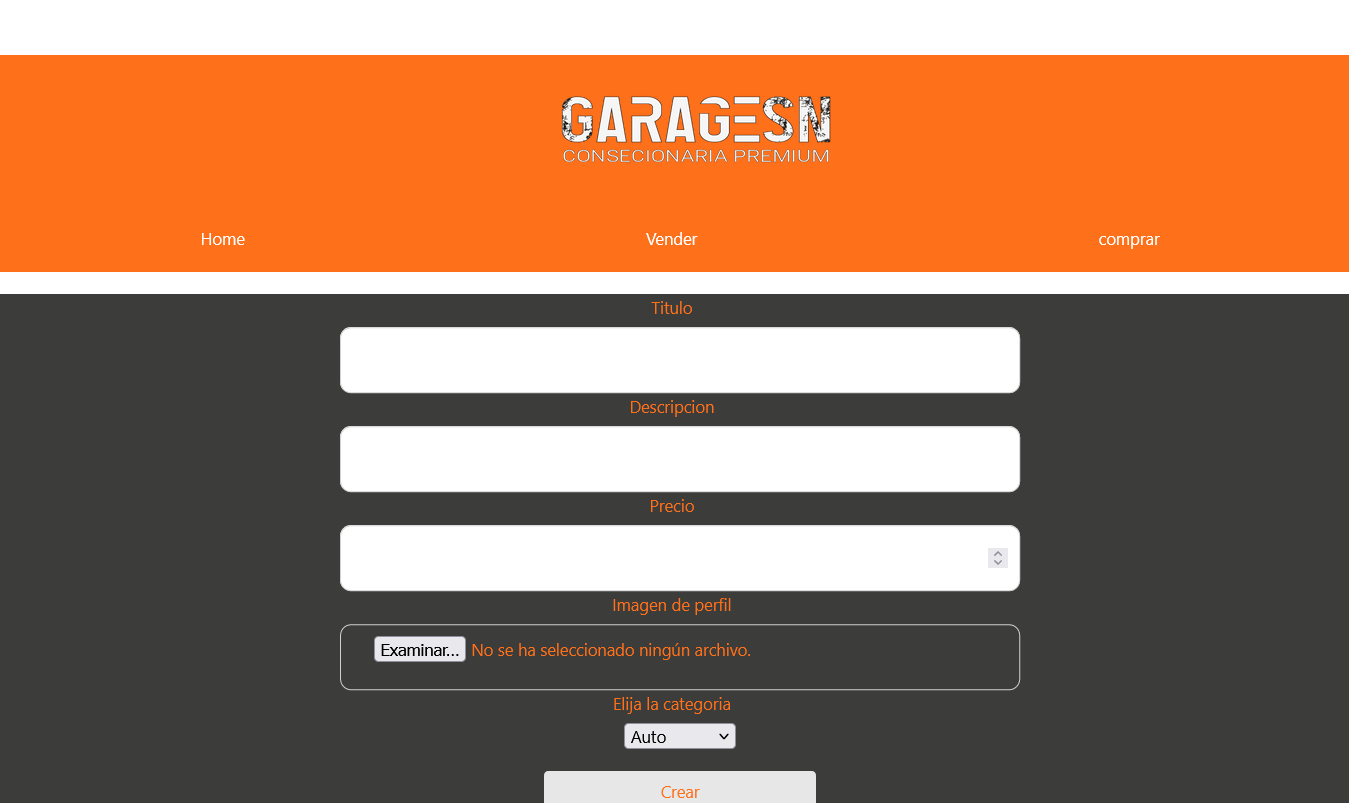 GARAGESN
CONSECIONARIA PREMIUM
Home Vender comprar
Titulo
Descripcion
Precio
Imagen de perfil
Examinar... No se ha seleccionado ningún archivo.
Elija la categoria
Auto
Crear